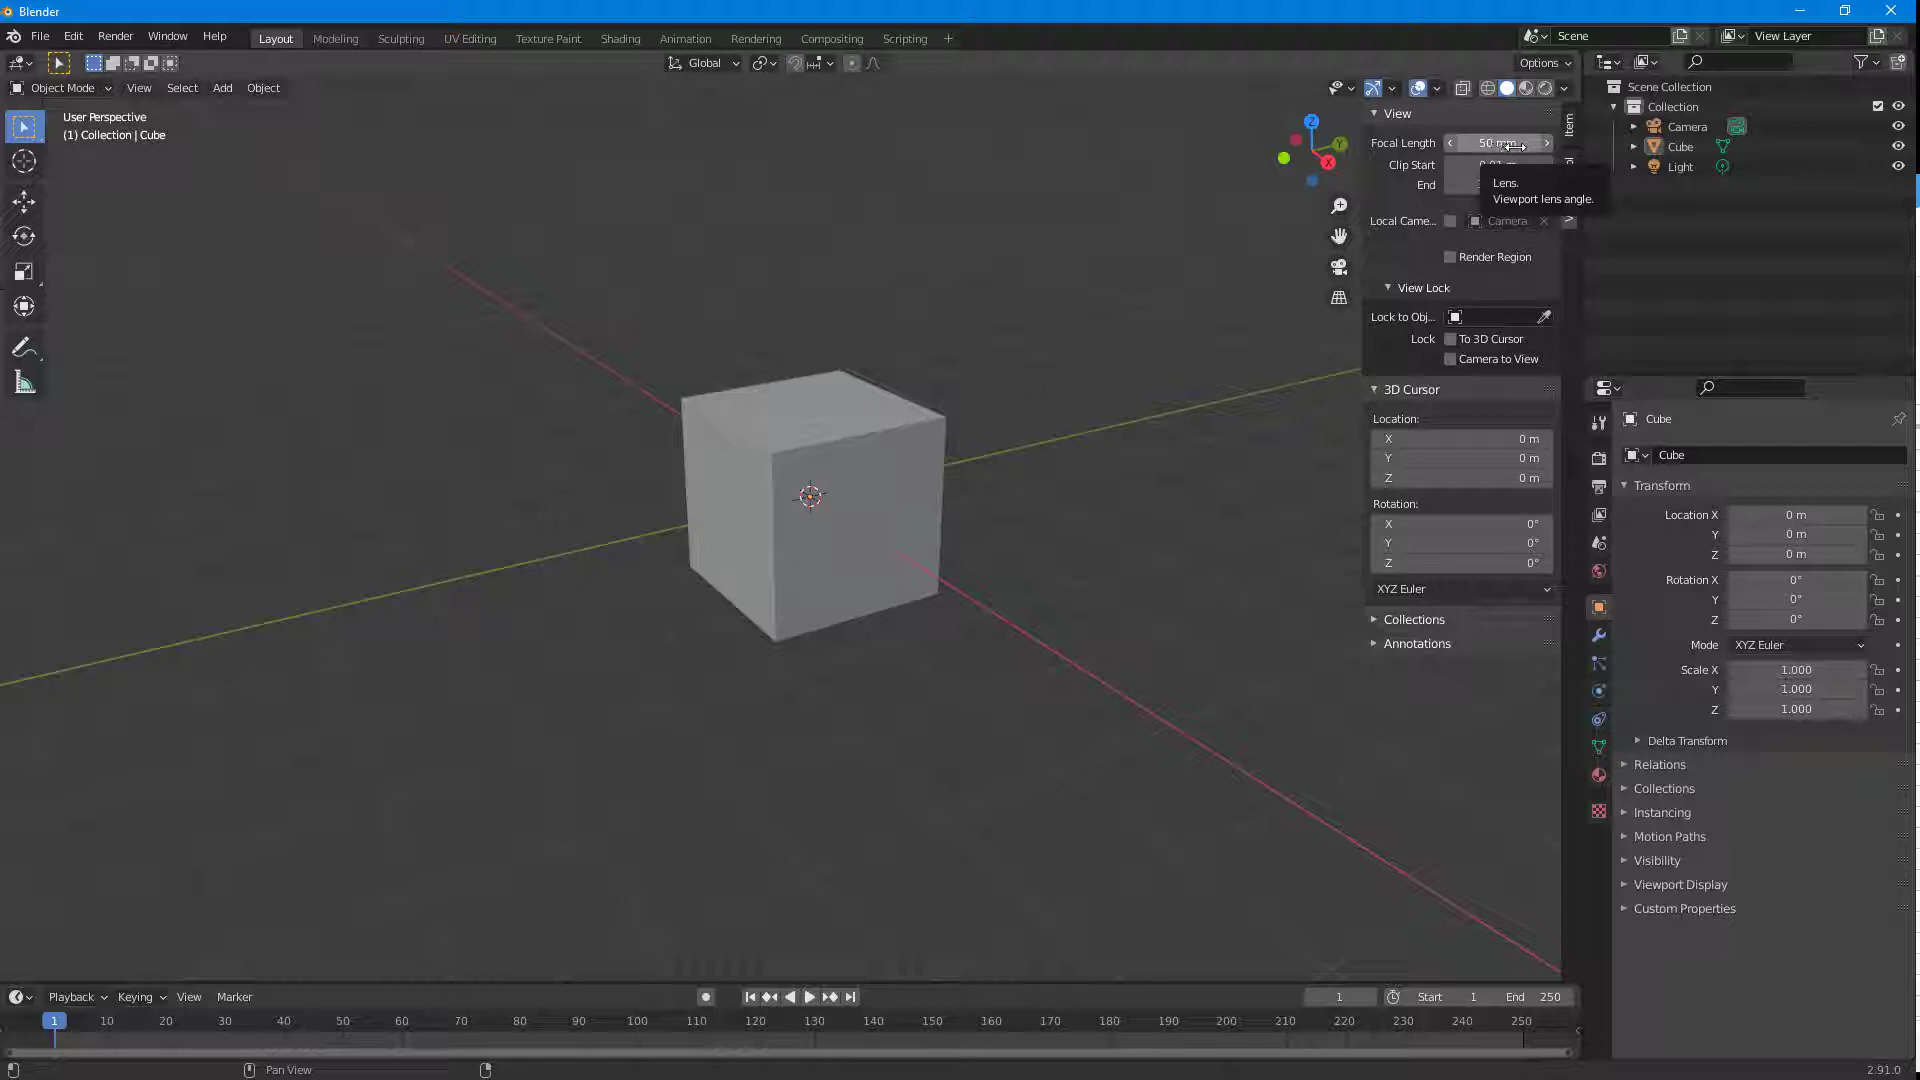 Blender
File Edit Render Window Help
Layout Modeling Sculpting UV Editing Texture Paint Shading Animation Rendering Compositing Scripting +
Scene
View Layer
Global
Options
Object Mode View Select Add Object
User Perspective
(1) Collection | Cube
Z
Y
X
View
Item
Focal Length 50 mm
Clip Start
End
Lens.
Viewport lens angle.
Local Came... Camera
Render Region
View Lock
Lock to Obj...
Lock To 3D Cursor
Camera to View
3D Cursor
Location:
X 0 m
Y 0 m
Z 0 m
Rotation:
X 0°
Y 0°
Z 0°
XYZ Euler
Collections
Annotations
Scene Collection
Collection
Camera
Cube
Light
Cube
Cube
Transform
Location X 0 m
Y 0 m
Z 0 m
Rotation X 0°
Y 0°
Z 0°
Mode XYZ Euler
Scale X 1.000
Y 1.000
Z 1.000
Delta Transform
Relations
Collections
Instancing
Motion Paths
Visibility
Viewport Display
Custom Properties
Playback Keying View Marker
1 Start 1 End 250
1 10 20 30 40 50 60 70 80 90 100 110 120 130 140 150 160 170 180 190 200 210 220 230 240 250
Pan View
2.91.0